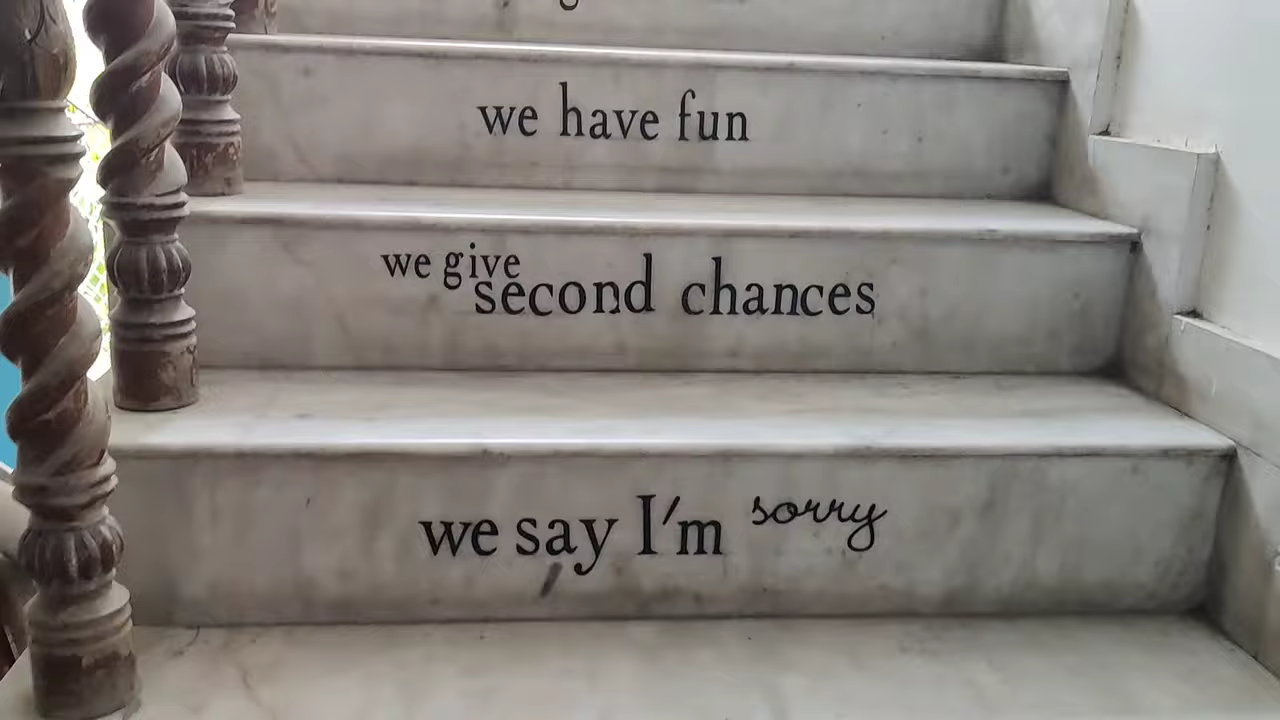 we have fun
we give
second chances
we say I'm sorry